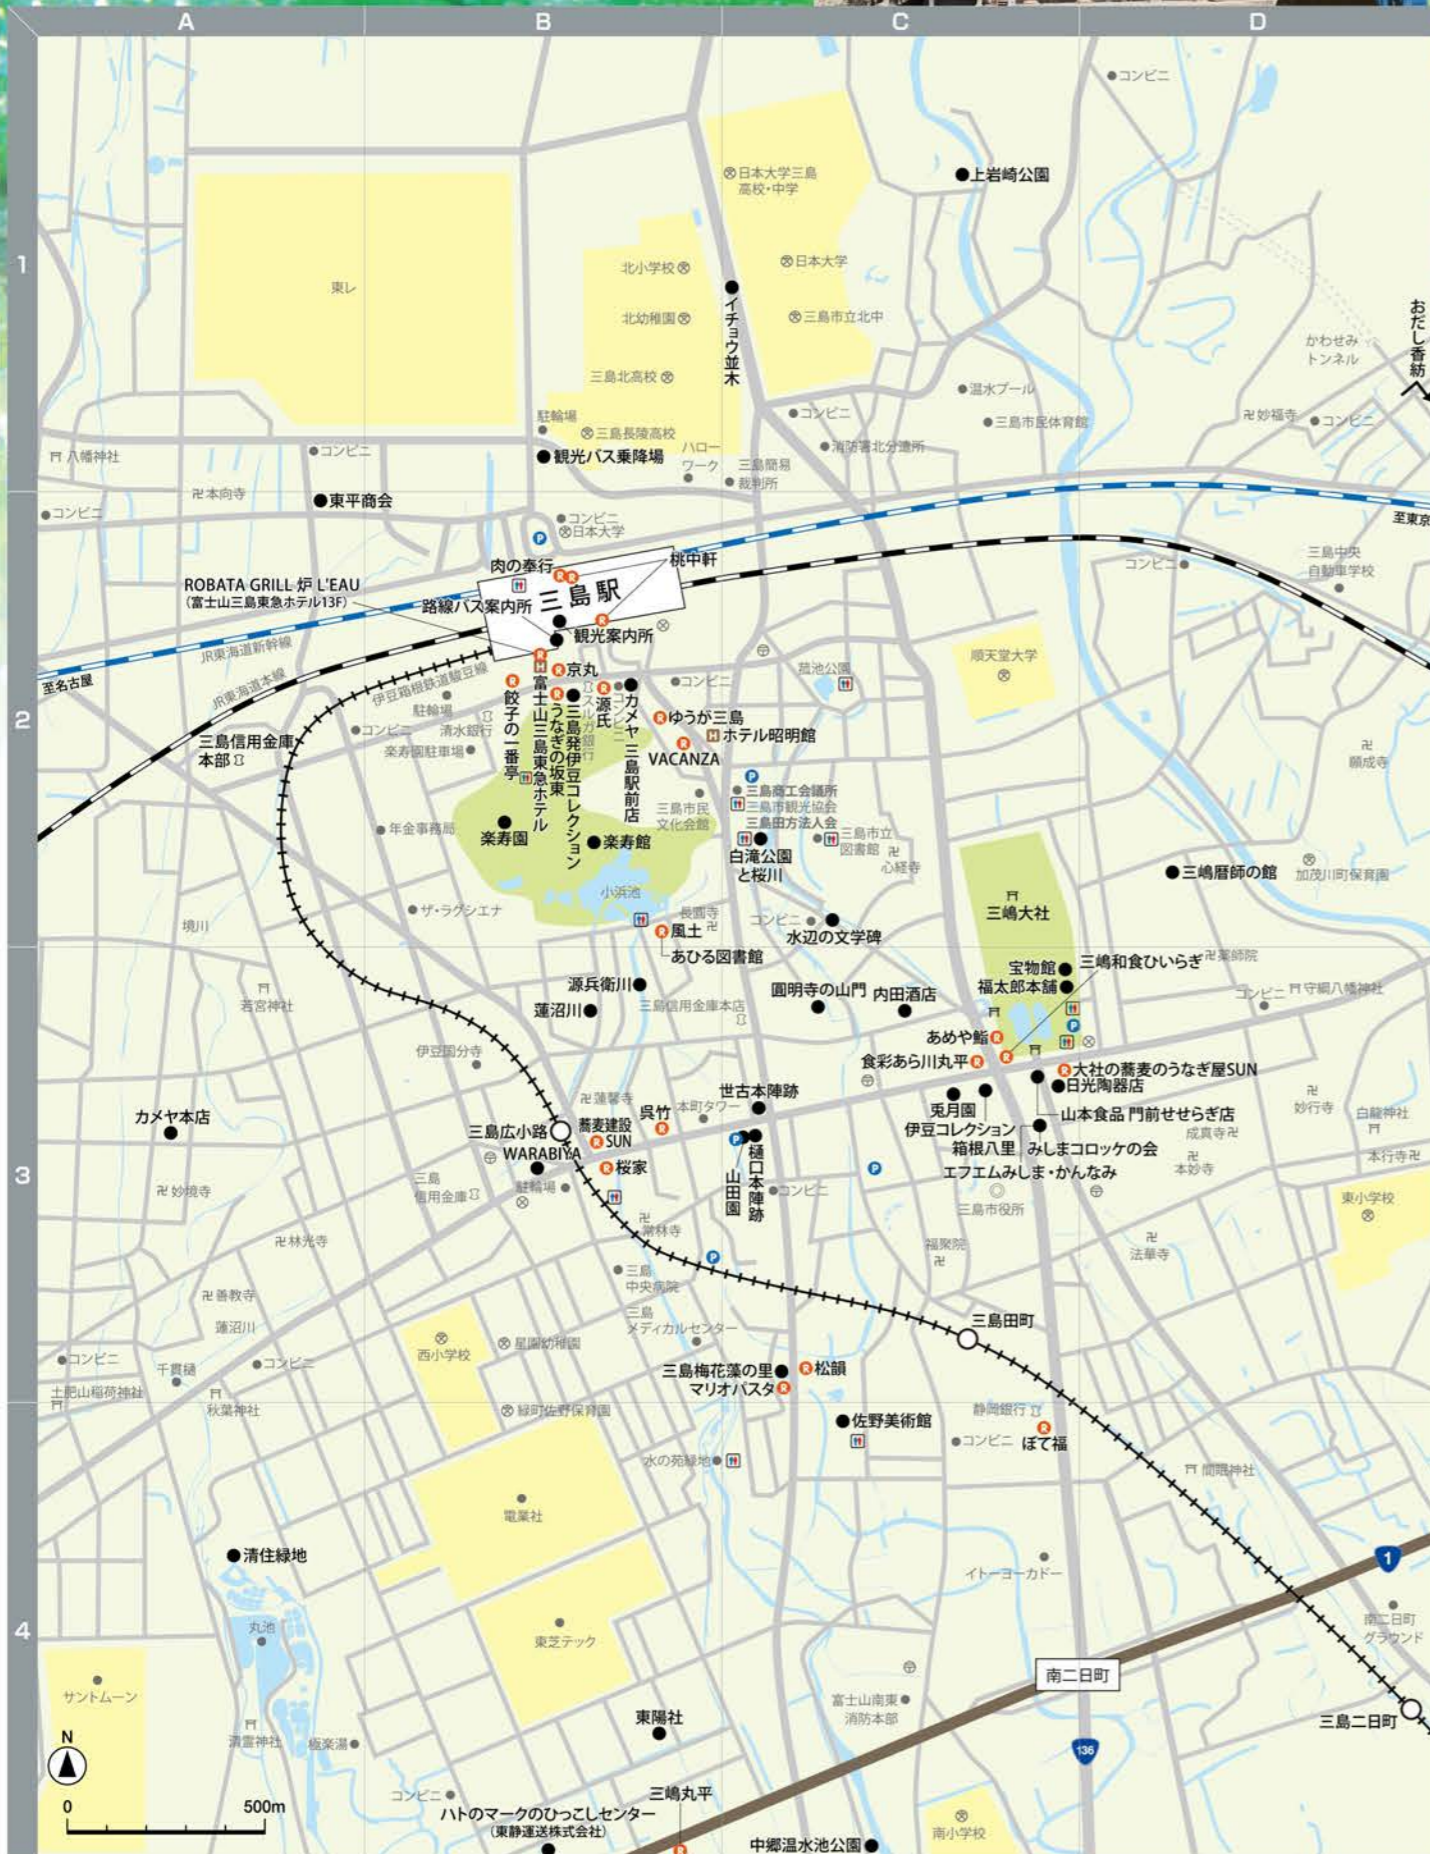 A
B
C
D
1
2
3
4
コンビニ
日本大学三島
高校・中学
上岩崎公園
東レ
北小学校
日本大学
北幼稚園
三島市立北中
イチョウ並木
三島北高校
おだし香紡
かわせみ
トンネル
温水プール
駐輪場
三島長陵高校
コンビニ
三島市民体育館
妙福寺
コンビニ
八幡神社
コンビニ
観光バス乗降場
ハロー
ワーク
消防署北分遣所
三島簡易
裁判所
本向寺
東平商会
コンビニ
コンビニ
日本大学
至東京
肉の奉行
桃中軒
三島駅
コンビニ
三島中央
自動車学校
ROBATA GRILL 炉 L'EAU
(富士山三島東急ホテル13F)
路線バス案内所
観光案内所
JR東海道新幹線
至名古屋
JR東海道本線
伊豆箱根鉄道駿豆線
京丸
菰池公園
順天堂大学
コンビニ
駐輪場
清水銀行
餃子の一番亭
富士山三島東急ホテル
うなぎの坂東
三島発伊豆コレクション
スルガ銀行
源氏
コンビニ
カメヤ 三島駅前店
ゆうが三島
ホテル昭明館
VACANZA
三島信用金庫
本部
コンビニ
楽寿園駐車場
願成寺
三島商工会議所
三島市観光協会
三島田方法人会
三島市民
文化会館
年金事務局
楽寿園
楽寿館
白滝公園
と桜川
三島市立
図書館
心経寺
三嶋暦師の館
加茂川町保育園
小浜池
ザ・ラグシエナ
境川
長圓寺
風土
コンビニ
水辺の文学碑
三嶋大社
あひる図書館
宝物館
三嶋和食ひいらぎ
薬師院
福太郎本舗
源兵衛川
蓮沼川
三島信用金庫本店
圓明寺の山門
内田酒店
若宮神社
コンビニ
守綱八幡神社
あめや鮨
食彩あら川丸平
大社の蕎麦のうなぎ屋SUN
日光陶器店
伊豆国分寺
蓮馨寺
世古本陣跡
本町タワー
呉竹
兎月園
伊豆コレクション
山本食品 門前せせらぎ店
妙行寺
白龍神社
カメヤ本店
三島広小路
蕎麦建設
SUN
箱根八里
みしまコロッケの会
成真寺
本行寺
WARABIYA
桜家
山田園
樋口本陣跡
エフエムみしま・かんなみ
本妙寺
妙境寺
三島
信用金庫
駐輪場
コンビニ
三島市役所
東小学校
林光寺
常林寺
福聚院
法華寺
三島
中央病院
善教寺
蓮沼川
三島
メディカルセンター
三島田町
西小学校
星園幼稚園
コンビニ
千貫樋
コンビニ
三島梅花藻の里
松韻
マリオパスタ
土肥山稲荷神社
秋葉神社
緑町佐野保育園
佐野美術館
静岡銀行
コンビニ
ぼて福
水の苑緑地
間眠神社
電業社
清住緑地
イトーヨーカドー
1
丸池
東芝テック
南二日町
グラウンド
南二日町
サントムーン
富士山南東
消防本部
三島二日町
東陽社
清霊神社
極楽湯
136
N
0
500m
コンビニ
三嶋丸平
ハトのマークのひっこしセンター
(東静運送株式会社)
中郷温水池公園
南小学校